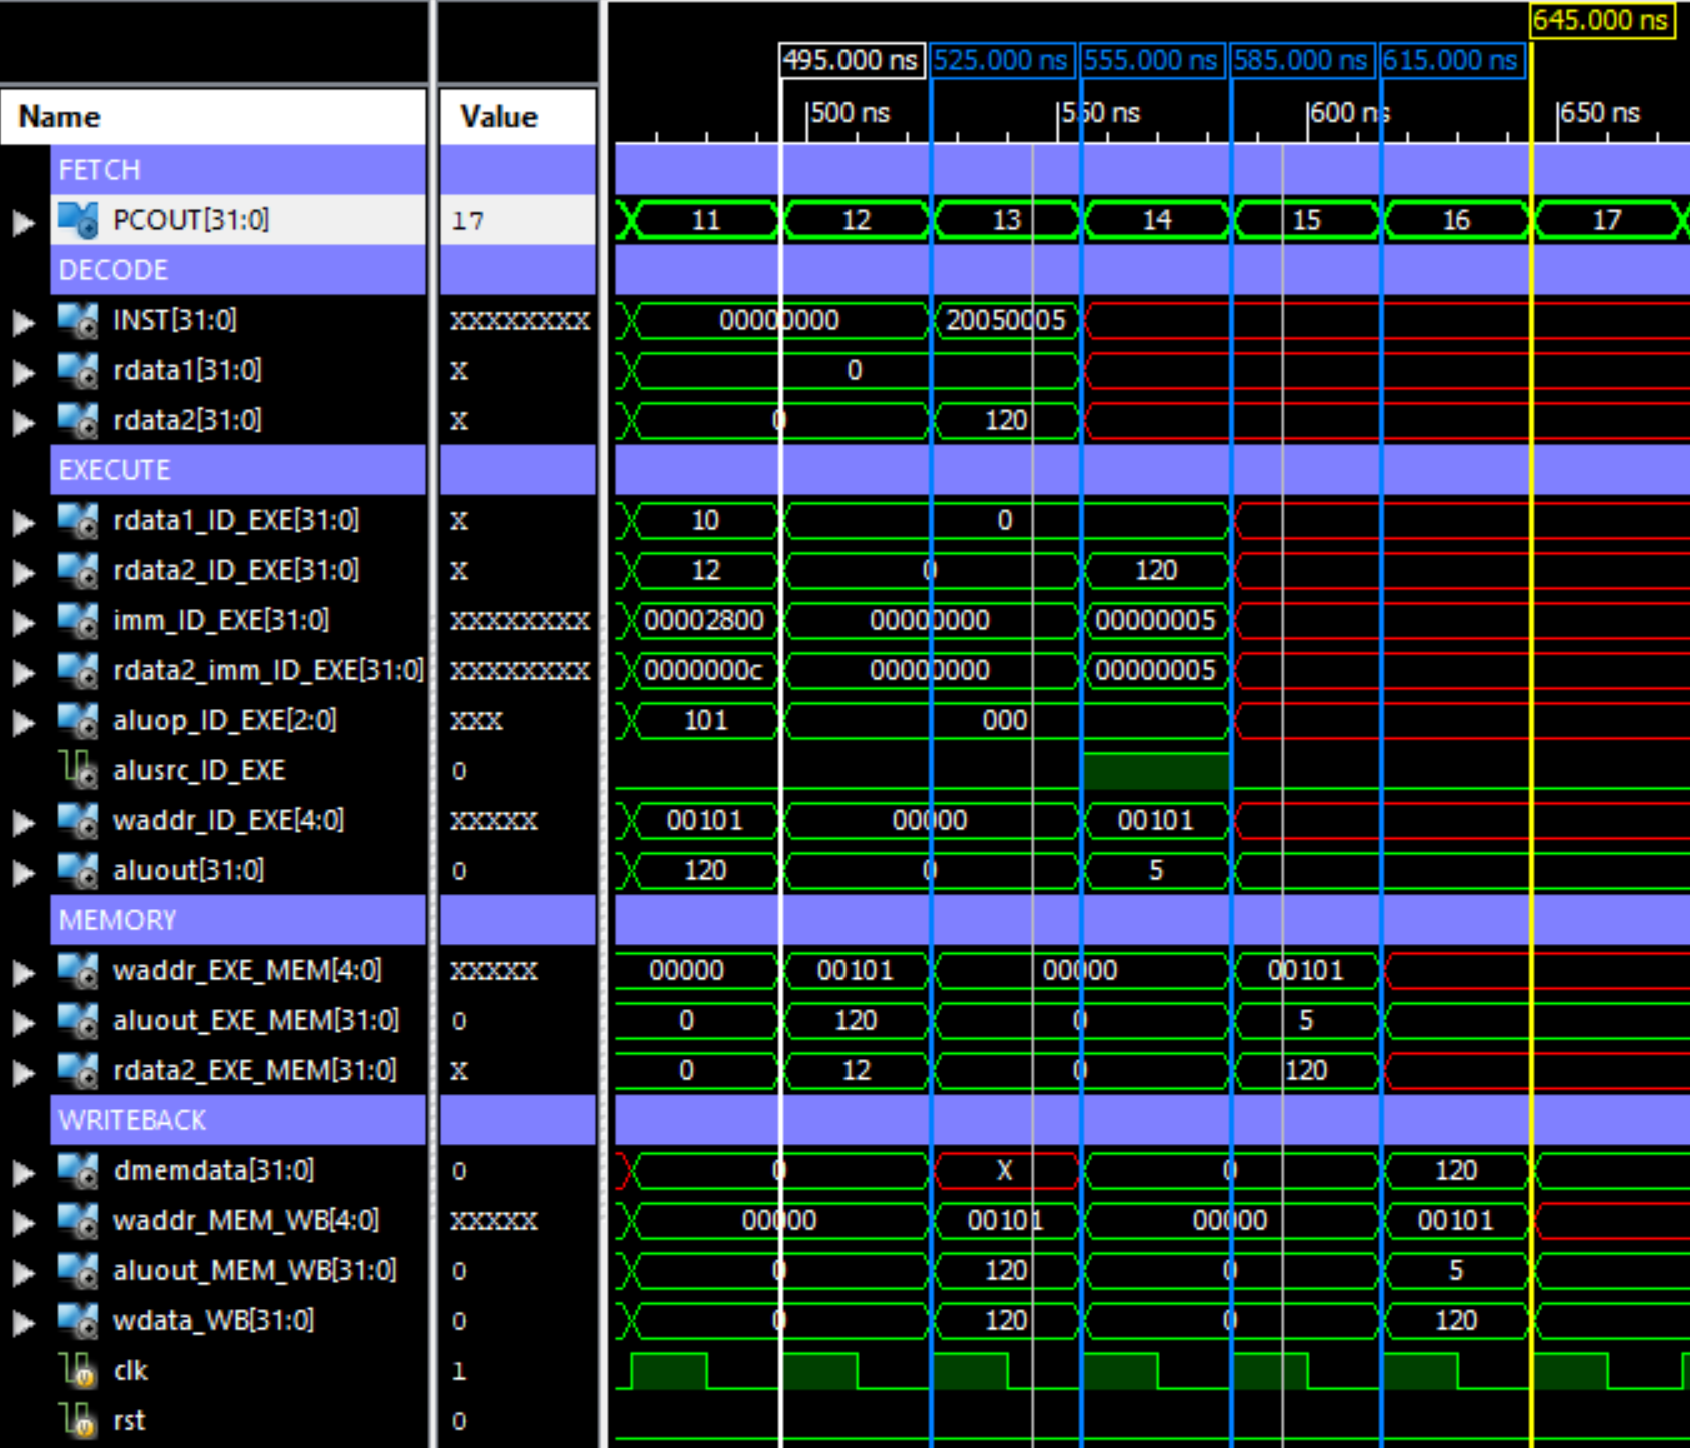 645.000 ns
495.000 ns 525.000 ns 555.000 ns 585.000 ns 615.000 ns
Name Value 500 ns 550 ns 600 ns 650 ns
FETCH
PCOUT[31:0] 17 11 12 13 14 15 16 17
DECODE
INST[31:0] XXXXXXXX 00000000 20050005
rdata1[31:0] X 0
rdata2[31:0] X 0 120
EXECUTE
rdata1_ID_EXE[31:0] X 10 0
rdata2_ID_EXE[31:0] X 12 0 120
imm_ID_EXE[31:0] XXXXXXXX 00002800 00000000 00000005
rdata2_imm_ID_EXE[31:0] XXXXXXXX 0000000c 00000000 00000005
aluop_ID_EXE[2:0] XXX 101 000
alusrc_ID_EXE 0
waddr_ID_EXE[4:0] XXXXX 00101 00000 00101
aluout[31:0] 0 120 0 5
MEMORY
waddr_EXE_MEM[4:0] XXXXX 00000 00101 00000 00101
aluout_EXE_MEM[31:0] 0 0 120 0 5
rdata2_EXE_MEM[31:0] X 0 12 0 120
WRITEBACK
dmemdata[31:0] 0 0 X 0 120
waddr_MEM_WB[4:0] XXXXX 00000 00101 00000 00101
aluout_MEM_WB[31:0] 0 0 120 0 5
wdata_WB[31:0] 0 0 120 0 120
clk 1
rst 0